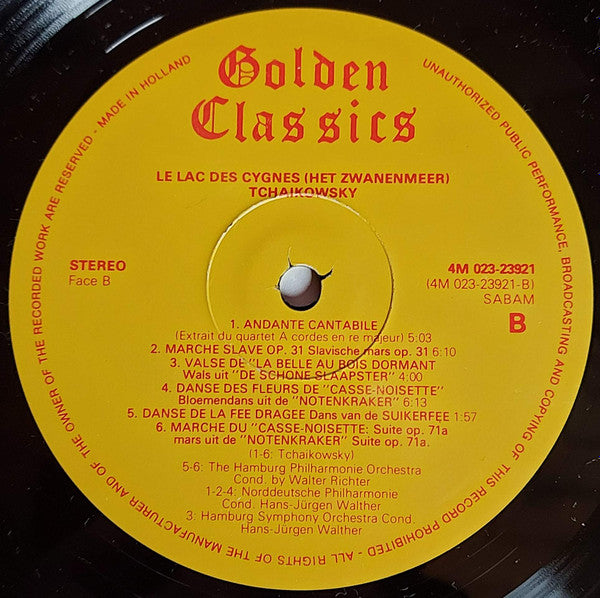 Golden
Classics
LE LAC DES CYGNES (HET ZWANENMEER)
TCHAIKOWSKY
STEREO
Face B
4M 023-23921
(4M 023-23921-B)
SABAM
B
1. ANDANTE CANTABILE
(Extrait du quartet A cordes en re majeur) 5:03
2. MARCHE SLAVE OP. 31 Slavische mars op. 31 6:10
3. VALSE DE "LA BELLE AU BOIS DORMANT
Wals uit "DE SCHONE SLAAPSTER" 4:00
4. DANSE DES FLEURS DE "CASSE-NOISETTE"
Bloemendans uit de "NOTENKRAKER" 6:13
5. DANSE DE LA FEE DRAGEE Dans van de SUIKERFEE 1:57
6. MARCHE DU "CASSE-NOISETTE: Suite op. 71a
mars uit de "NOTENKRAKER" Suite op. 71a.
(1-6: Tchaikowsky)
5-6: The Hamburg Philharmonie Orchestra
Cond. by Walter Richter
1-2-4: Norddeutsche Philharmonie
Cond. Hans-Jürgen Walther
3: Hamburg Symphony Orchestra Cond.
Hans-Jürgen Walther
UNAUTHORIZED PUBLIC PERFORMANCE, BROADCASTING AND COPYING OF THIS RECORD PROHIBITED - ALL RIGHTS OF THE MANUFACTURER AND OF THE OWNER OF THE RECORDED WORK ARE RESERVED - MADE IN HOLLAND